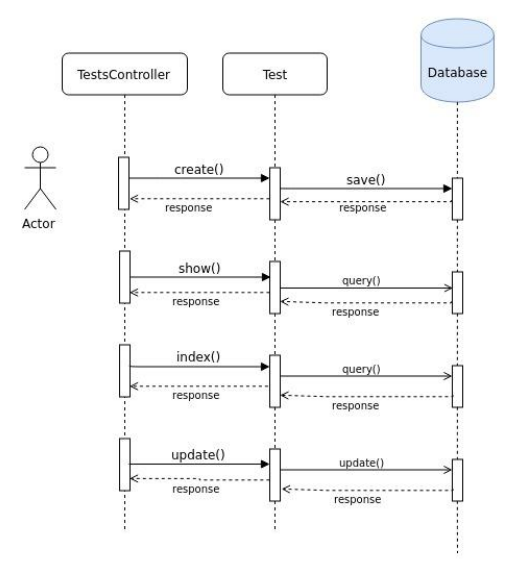 TestsController
Test
Database
Actor
create()
save()
response
response
show()
query()
response
response
index()
query()
response
response
update()
update()
response
response